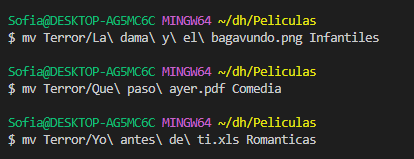 Sofia@DESKTOP-AG5MC6C MINGW64 ~/dh/Peliculas
$ mv Terror/La\ dama\ y\ el\ bagavundo.png Infantiles
Sofia@DESKTOP-AG5MC6C MINGW64 ~/dh/Peliculas
$ mv Terror/Que\ paso\ ayer.pdf Comedia
Sofia@DESKTOP-AG5MC6C MINGW64 ~/dh/Peliculas
$ mv Terror/Yo\ antes\ de\ ti.xls Romanticas